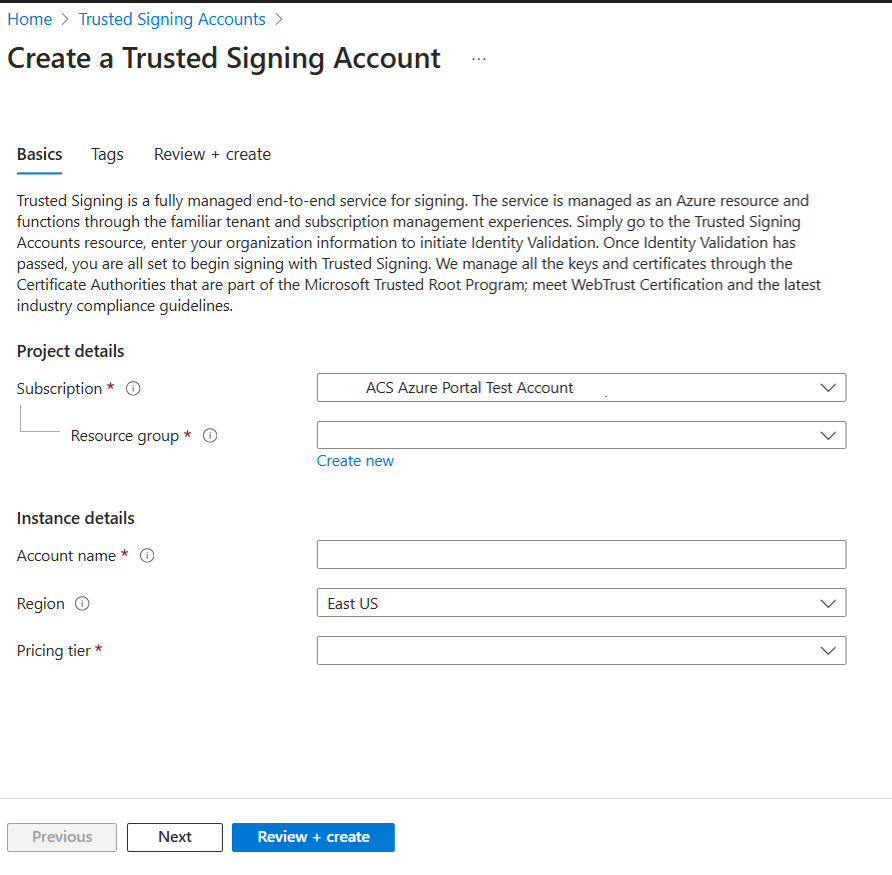 Home > Trusted Signing Accounts >
Create a Trusted Signing Account ...
Basics Tags Review + create
Trusted Signing is a fully managed end-to-end service for signing. The service is managed as an Azure resource and
functions through the familiar tenant and subscription management experiences. Simply go to the Trusted Signing
Accounts resource, enter your organization information to initiate Identity Validation. Once Identity Validation has
passed, you are all set to begin signing with Trusted Signing. We manage all the keys and certificates through the
Certificate Authorities that are part of the Microsoft Trusted Root Program; meet WebTrust Certification and the latest
industry compliance guidelines.
Project details
Subscription * ACS Azure Portal Test Account
Resource group *
Create new
Instance details
Account name *
Region East US
Pricing tier *
Previous Next Review + create